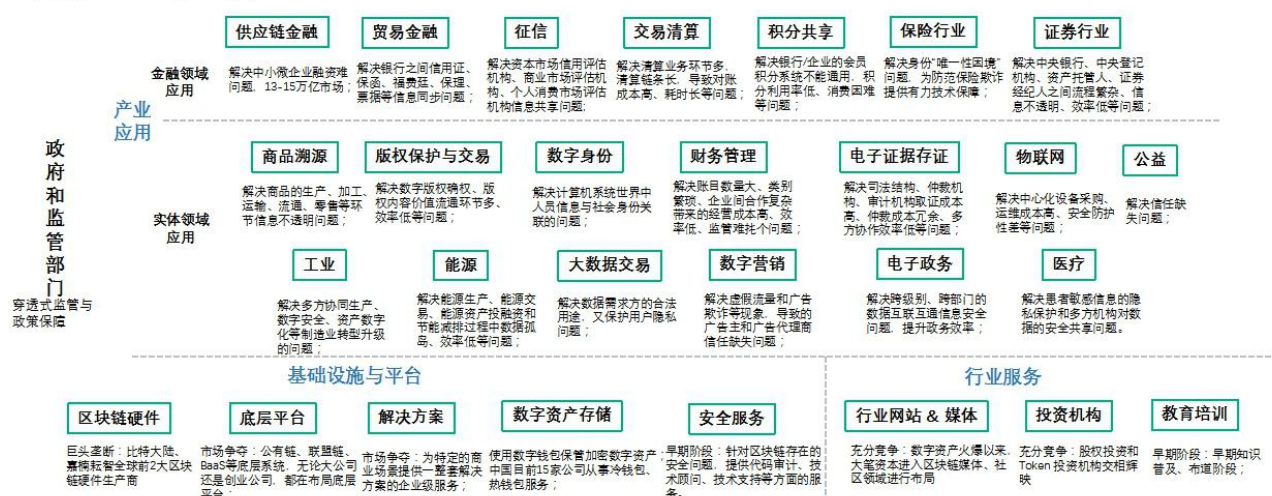 供应链金融
解决中小微企业融资难
问题，13-15万亿市场；
贸易金融
解决银行之间信用证、
保函、福费廷、保理、
票据等信息同步问题；
征信
解决资本市场信用评估
机构、商业市场评估机
构、个人消费市场评估
机构信息共享问题；
交易清算
解决清算业务环节多，
清算链条长，导致对账
成本高、耗时长等问题；
积分共享
解决银行/企业的会员
积分系统不能通用，积
分利用率低、消费困难
等问题；
保险行业
解决身份“唯一性困境”
问题，为防范保险欺诈
提供有力技术保障；
证券行业
解决中央银行、中央登记
机构、资产托管人、证券
经纪人之间流程繁杂、信
息不透明、效率低等问题；
金融领域
应用
产业
应用
政府和监管部门
穿透式监管与
政策保障
实体领域
应用
商品溯源
解决商品的生产、加工、
运输、流通、零售等环
节信息不透明问题；
版权保护与交易
解决数字版权确权、版
权内容价值流通环节多、
效率低等问题；
数字身份
解决计算机系统世界中
人员信息与社会身份关
联的问题；
财务管理
解决账目数量大、类别
繁琐、企业间合作复杂
带来的经营成本高、效
率低、监管难托个问题；
电子证据存证
解决司法结构、仲裁机
构、审计机构取证成本
高、仲裁成本冗余、多
方协作效率低等问题；
物联网
解决中心化设备采购、
运维成本高、安全防护
性差等问题；
公益
解决信任缺
失问题；
工业
解决多方协同生产、
数字安全、资产数字
化等制造业转型升级
的问题；
能源
解决能源生产、能源交
易、能源资产投融资和
节能减排过程中数据孤
岛、效率低等问题；
大数据交易
解决数据需求方的合法
用途，又保护用户隐私
问题；
数字营销
解决虚假流量和广告
欺诈等现象，导致的
广告主和广告代理商
信任缺失问题；
电子政务
解决跨级别、跨部门的
数据互联互通信息安全
问题，提升政务效率；
医疗
解决患者敏感信息的隐
私保护和多方机构对数
据的安全共享问题。
基础设施与平台
区块链硬件
巨头垄断：比特大陆、
嘉楠耘智全球前2大区块
链硬件生产商
底层平台
市场争夺：公有链、联盟链、
BaaS等底层系统，无论大公司
还是创业公司，都在布局底层
平台；
解决方案
市场争夺：为特定的商
业场景提供一整套解决
方案的企业级服务；
数字资产存储
使用数字钱包保管加密数字资产；
中国目前15家公司从事冷钱包、
热钱包服务；
安全服务
早期阶段：针对区块链存在的
安全问题，提供代码审计、技
术顾问、技术支持等方面的服
务。
行业服务
行业网站 & 媒体
充分竞争：数字资产火爆以来，
大笔资本进入区块链媒体、社
区领域进行布局
投资机构
充分竞争：股权投资和
Token 投资机构交相辉
映
教育培训
早期阶段：早期知识
普及、布道阶段；